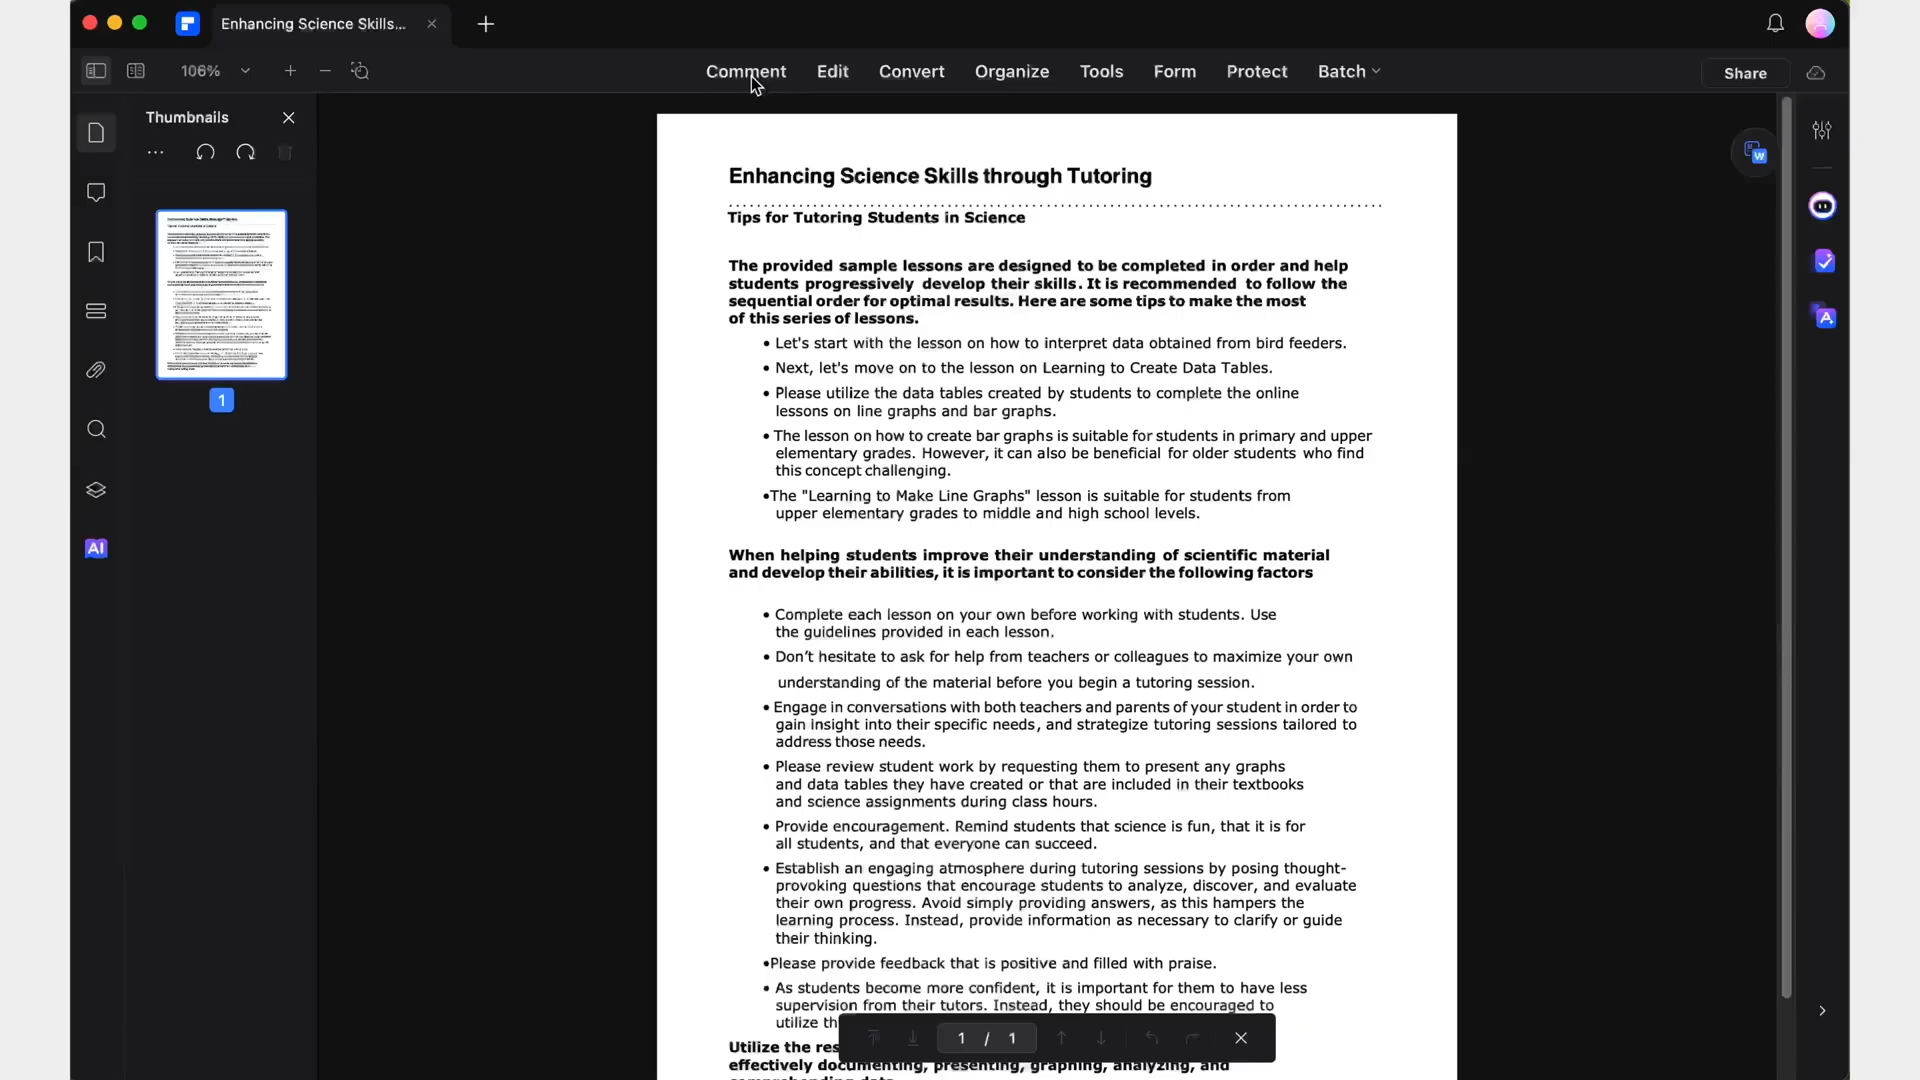 Enhancing Science Skills...
106%
Comment
Edit
Convert
Organize
Tools
Form
Protect
Batch
Share
Thumbnails
1
AI
W
A
Enhancing Science Skills through Tutoring
Tips for Tutoring Students in Science
The provided sample lessons are designed to be completed in order and help
students progressively develop their skills. It is recommended to follow the
sequential order for optimal results. Here are some tips to make the most
of this series of lessons.
• Let's start with the lesson on how to interpret data obtained from bird feeders.
• Next, let's move on to the lesson on Learning to Create Data Tables.
• Please utilize the data tables created by students to complete the online
lessons on line graphs and bar graphs.
• The lesson on how to create bar graphs is suitable for students in primary and upper
elementary grades. However, it can also be beneficial for older students who find
this concept challenging.
•The "Learning to Make Line Graphs" lesson is suitable for students from
upper elementary grades to middle and high school levels.
When helping students improve their understanding of scientific material
and develop their abilities, it is important to consider the following factors
• Complete each lesson on your own before working with students. Use
the guidelines provided in each lesson.
• Don’t hesitate to ask for help from teachers or colleagues to maximize your own
understanding of the material before you begin a tutoring session.
• Engage in conversations with both teachers and parents of your student in order to
gain insight into their specific needs, and strategize tutoring sessions tailored to
address those needs.
• Please review student work by requesting them to present any graphs
and data tables they have created or that are included in their textbooks
and science assignments during class hours.
• Provide encouragement. Remind students that science is fun, that it is for
all students, and that everyone can succeed.
• Establish an engaging atmosphere during tutoring sessions by posing thought-
provoking questions that encourage students to analyze, discover, and evaluate
their own progress. Avoid simply providing answers, as this hampers the
learning process. Instead, provide information as necessary to clarify or guide
their thinking.
•Please provide feedback that is positive and filled with praise.
• As students become more confident, it is important for them to have less
supervision from their tutors. Instead, they should be encouraged to
utilize th
1 / 1
Utilize the res
effectively documenting, presenting, graphing, analyzing, and